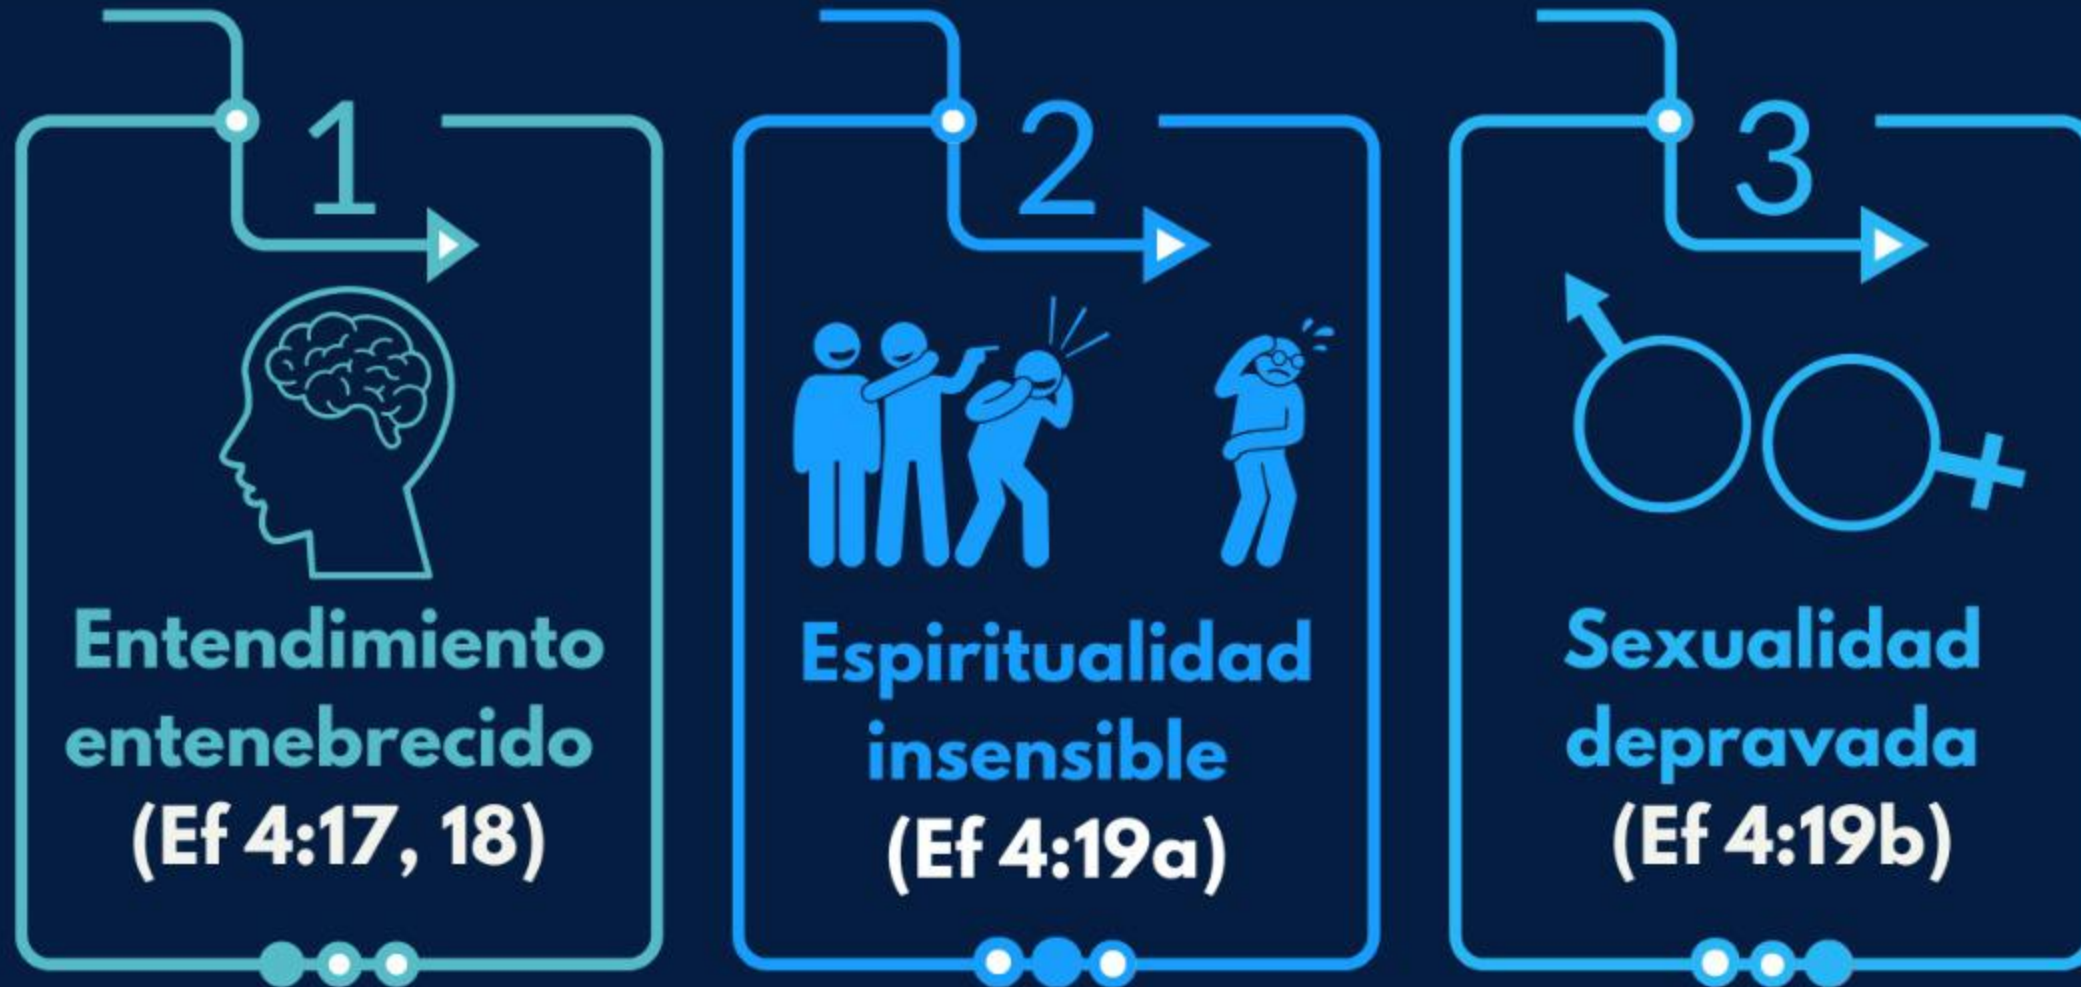 1
Entendimiento
entenebrecido
(Ef 4:17, 18)
2
Espiritualidad
insensible
(Ef 4:19a)
3
Sexualidad
depravada
(Ef 4:19b)